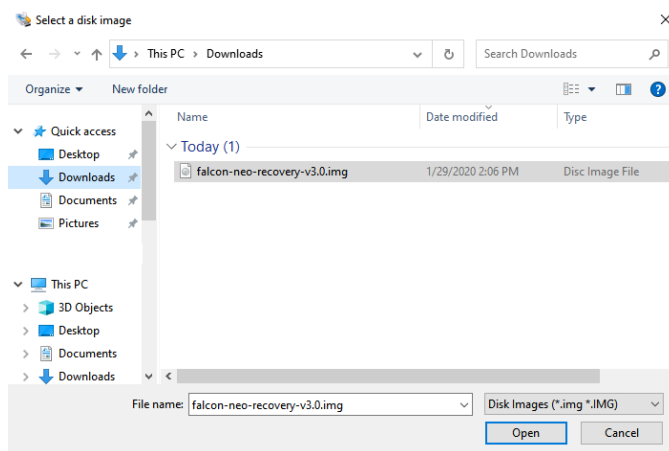 Select a disk image
This PC > Downloads
Search Downloads
Organize
New folder
?
Name
Date modified
Type
Quick access
Today (1)
Desktop
falcon-neo-recovery-v3.0.img
1/29/2020 2:06 PM
Disc Image File
Downloads
Documents
Pictures
This PC
3D Objects
Desktop
Documents
Downloads
File name:
falcon-neo-recovery-v3.0.img
Disk Images (*.img *.IMG)
Open
Cancel